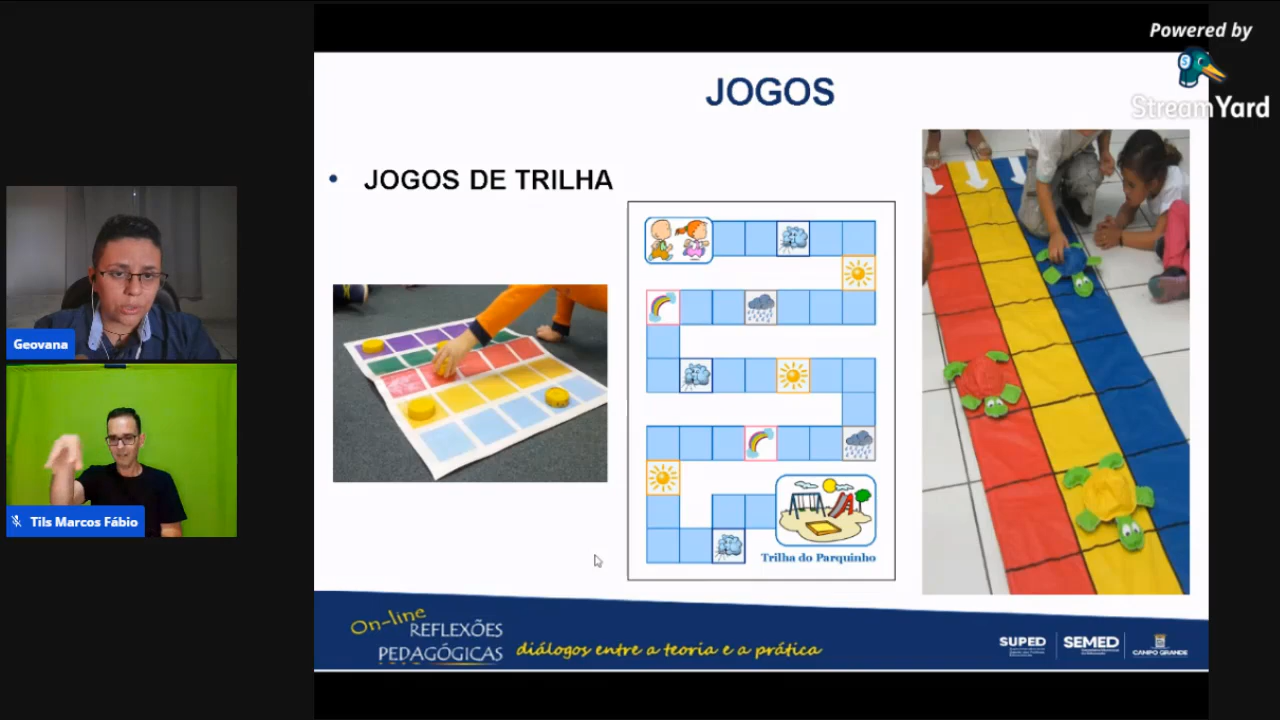 Powered by
StreamYard
JOGOS
• JOGOS DE TRILHA
Geovana
Tils Marcos Fábio
Trilha do Parquinho
On-line
REFLEXÕES
PEDAGÓGICAS
diálogos entre a teoria e a prática
SUPED
SEMED
CAMPO GRANDE